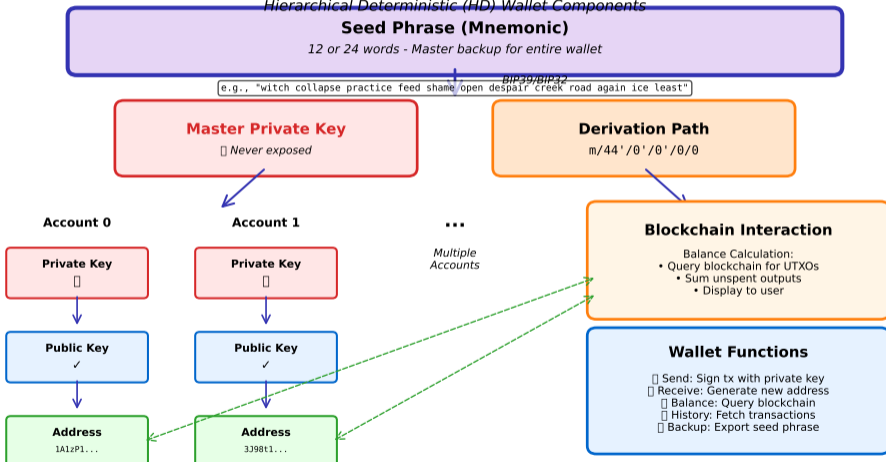 Hierarchical Deterministic (HD) Wallet Components
Seed Phrase (Mnemonic)
12 or 24 words - Master backup for entire wallet
BIP39/BIP32
e.g., "witch collapse practice feed shame open despair creek road again ice least"
Master Private Key
Never exposed
Derivation Path
m/44'/0'/0'/0/0
Account 0
Account 1
...
Multiple
Accounts
Private Key
Private Key
Public Key
✓
Public Key
✓
Address
1A1zP1...
Address
3J98t1...
Blockchain Interaction
Balance Calculation:
• Query blockchain for UTXOs
• Sum unspent outputs
• Display to user
Wallet Functions
Send: Sign tx with private key
Receive: Generate new address
Balance: Query blockchain
History: Fetch transactions
Backup: Export seed phrase